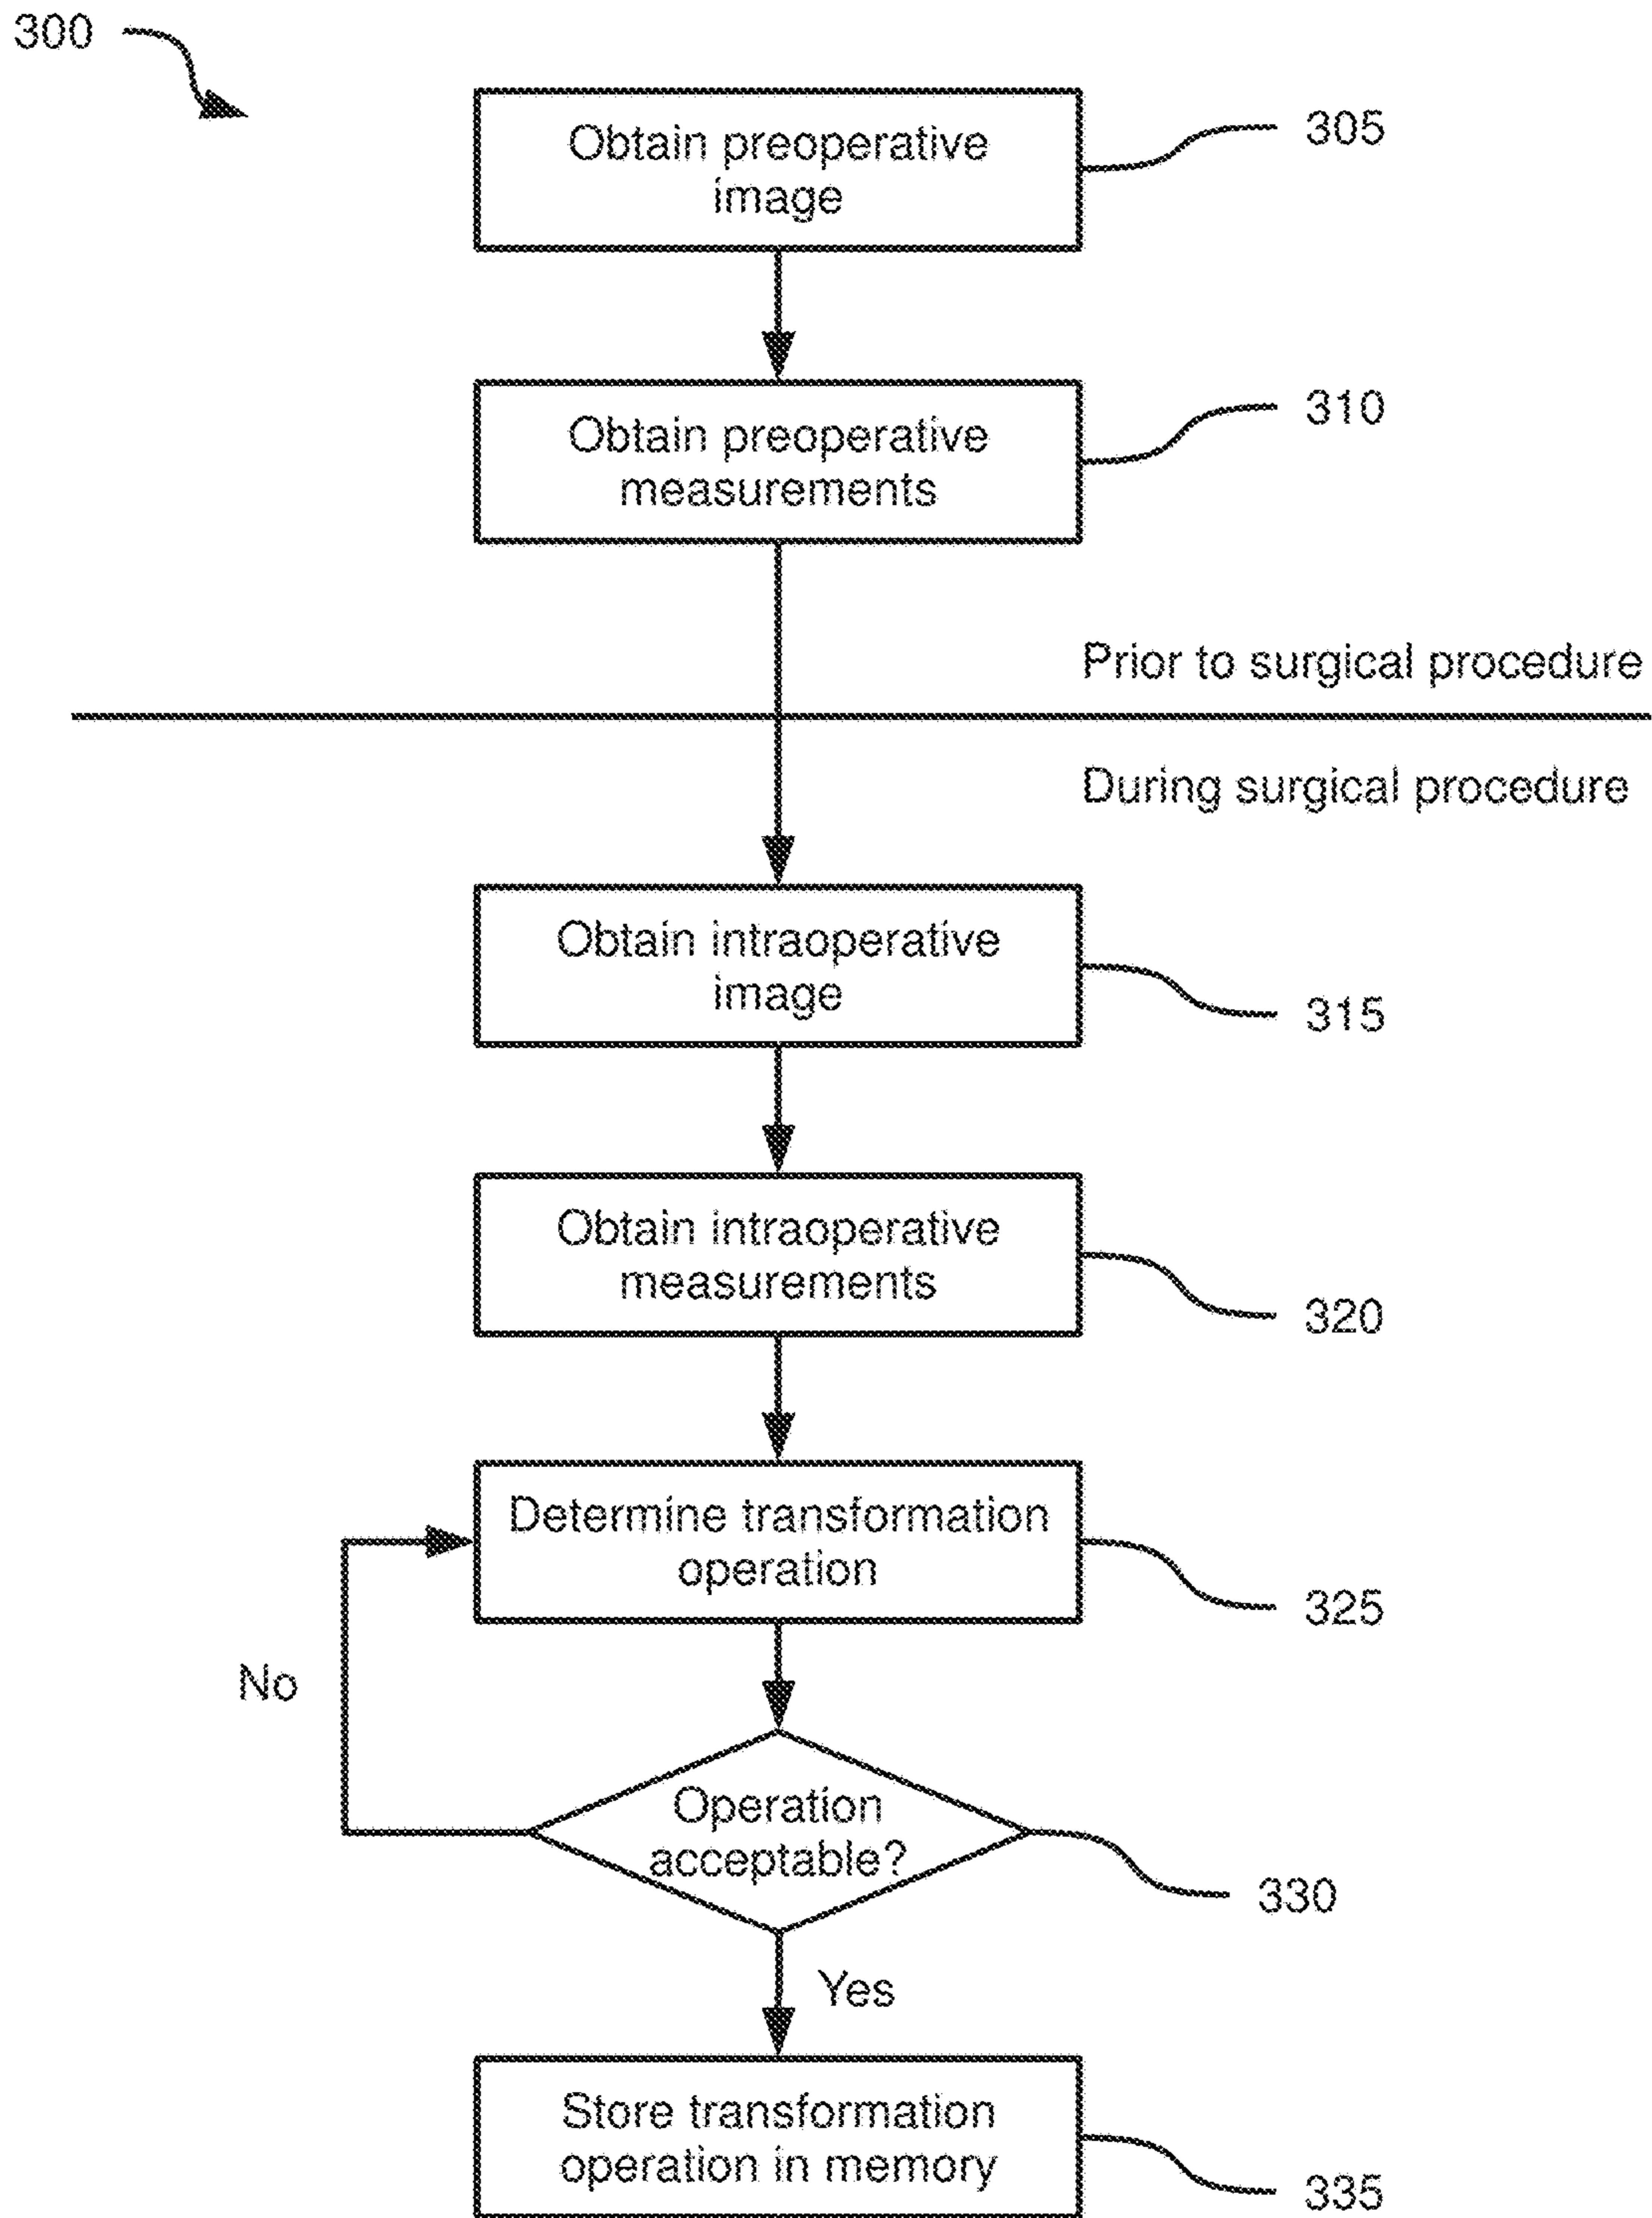 300
Obtain preoperative
image
305
Obtain preoperative
measurements
310
Prior to surgical procedure
During surgical procedure
Obtain intraoperative
image
315
Obtain intraoperative
measurements
320
Determine transformation
operation
325
No
Operation
acceptable?
330
Yes
Store transformation
operation in memory
335